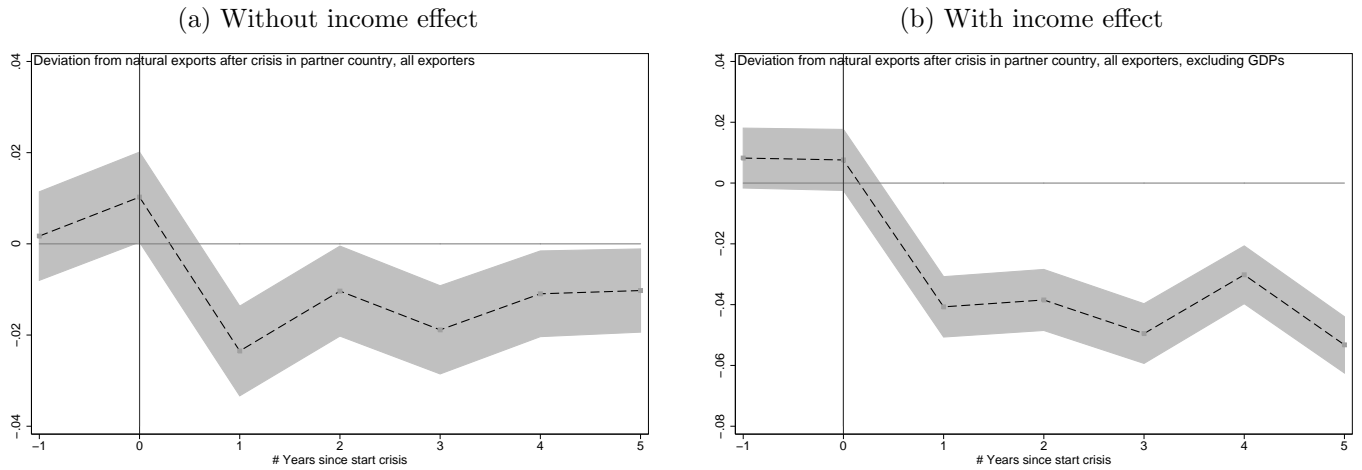 (a) Without income effect
Deviation from natural exports after crisis in partner country, all exporters
.04
.02
0
-.02
-.04
−1 0 1 2 3 4 5
# Years since start crisis
(b) With income effect
Deviation from natural exports after crisis in partner country, all exporters, excluding GDPs
.04
.02
0
-.02
-.04
-.06
-.08
−1 0 1 2 3 4 5
# Years since start crisis